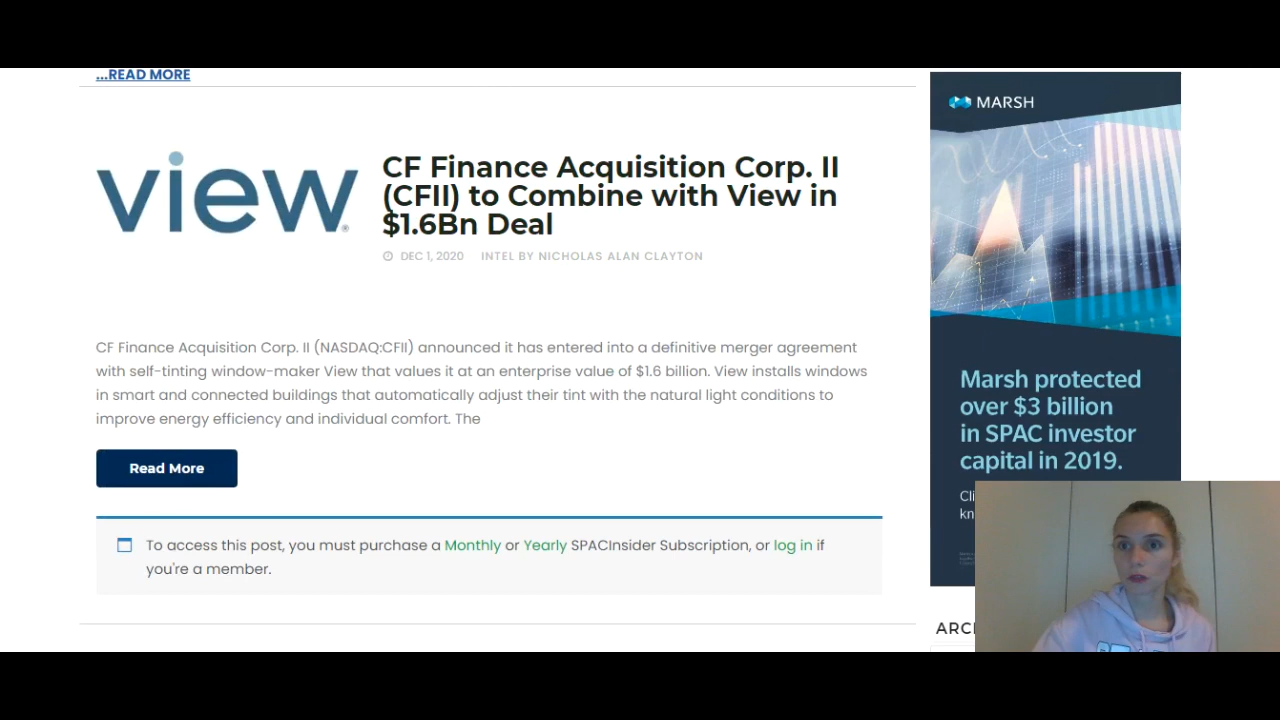 ...READ MORE
view®
CF Finance Acquisition Corp. II
(CFII) to Combine with View in
$1.6Bn Deal
DEC 1, 2020 INTEL BY NICHOLAS ALAN CLAYTON
CF Finance Acquisition Corp. II (NASDAQ:CFII) announced it has entered into a definitive merger agreement
with self-tinting window-maker View that values it at an enterprise value of $1.6 billion. View installs windows
in smart and connected buildings that automatically adjust their tint with the natural light conditions to
improve energy efficiency and individual comfort. The
Read More
To access this post, you must purchase a Monthly or Yearly SPACInsider Subscription, or log in if
you're a member.
MARSH
Marsh protected
over $3 billion
in SPAC investor
capital in 2019.